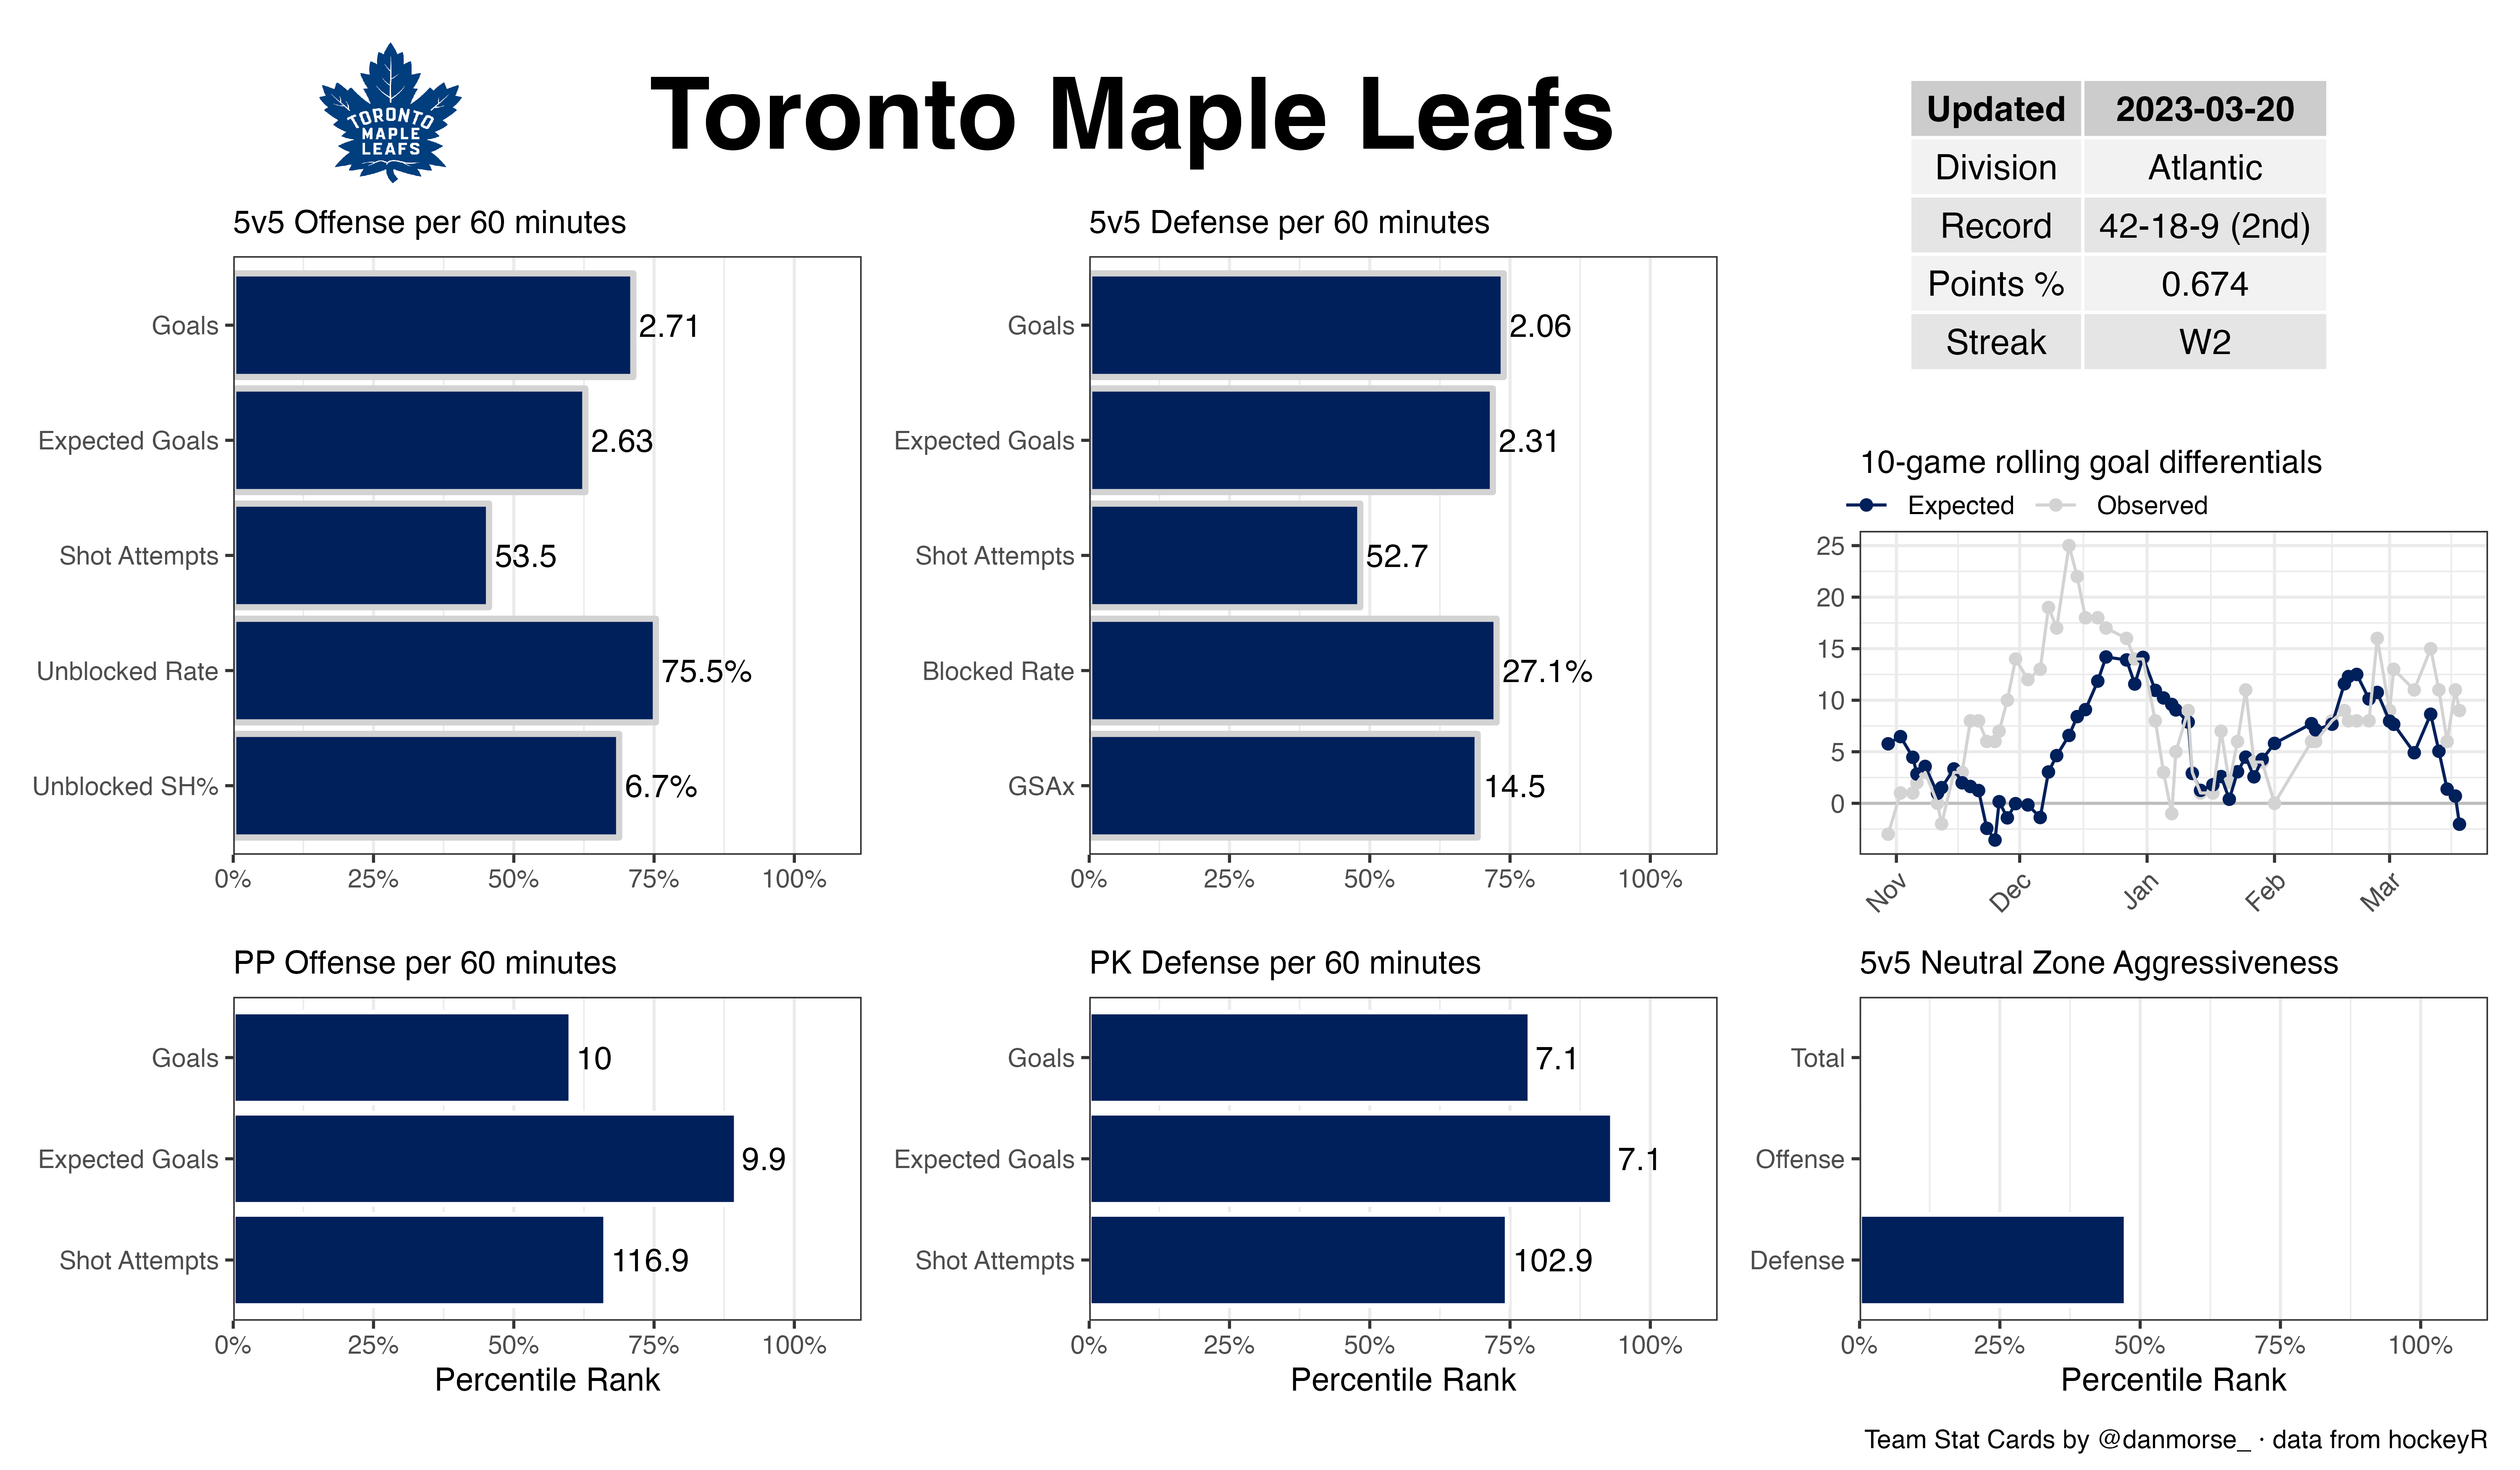 TORONTO
MAPLE
LEAFS
Toronto Maple Leafs
Updated 2023-03-20
Division Atlantic
Record 42-18-9 (2nd)
Points % 0.674
Streak W2
5v5 Offense per 60 minutes
Goals 2.71
Expected Goals 2.63
Shot Attempts 53.5
Unblocked Rate 75.5%
Unblocked SH% 6.7%
0% 25% 50% 75% 100%
5v5 Defense per 60 minutes
Goals 2.06
Expected Goals 2.31
Shot Attempts 52.7
Blocked Rate 27.1%
GSAx 14.5
0% 25% 50% 75% 100%
10-game rolling goal differentials
Expected Observed
25
20
15
10
5
0
Nov Dec Jan Feb Mar
PP Offense per 60 minutes
Goals 10
Expected Goals 9.9
Shot Attempts 116.9
0% 25% 50% 75% 100%
Percentile Rank
PK Defense per 60 minutes
Goals 7.1
Expected Goals 7.1
Shot Attempts 102.9
0% 25% 50% 75% 100%
Percentile Rank
5v5 Neutral Zone Aggressiveness
Total
Offense
Defense
0% 25% 50% 75% 100%
Percentile Rank
Team Stat Cards by @danmorse_ · data from hockeyR